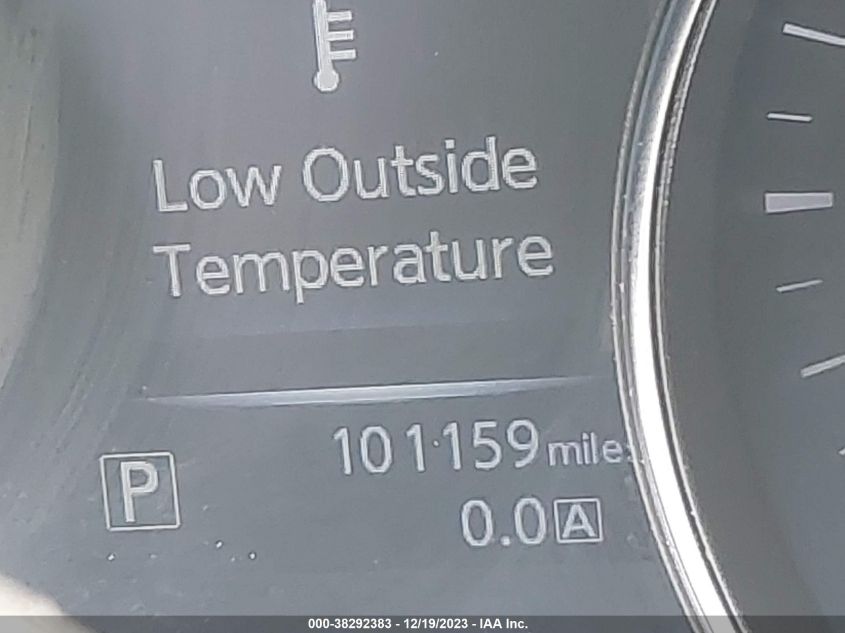 Low Outside
Temperature
101159 miles
P
0.0 A
000-38292383 - 12/19/2023 - IAA Inc.